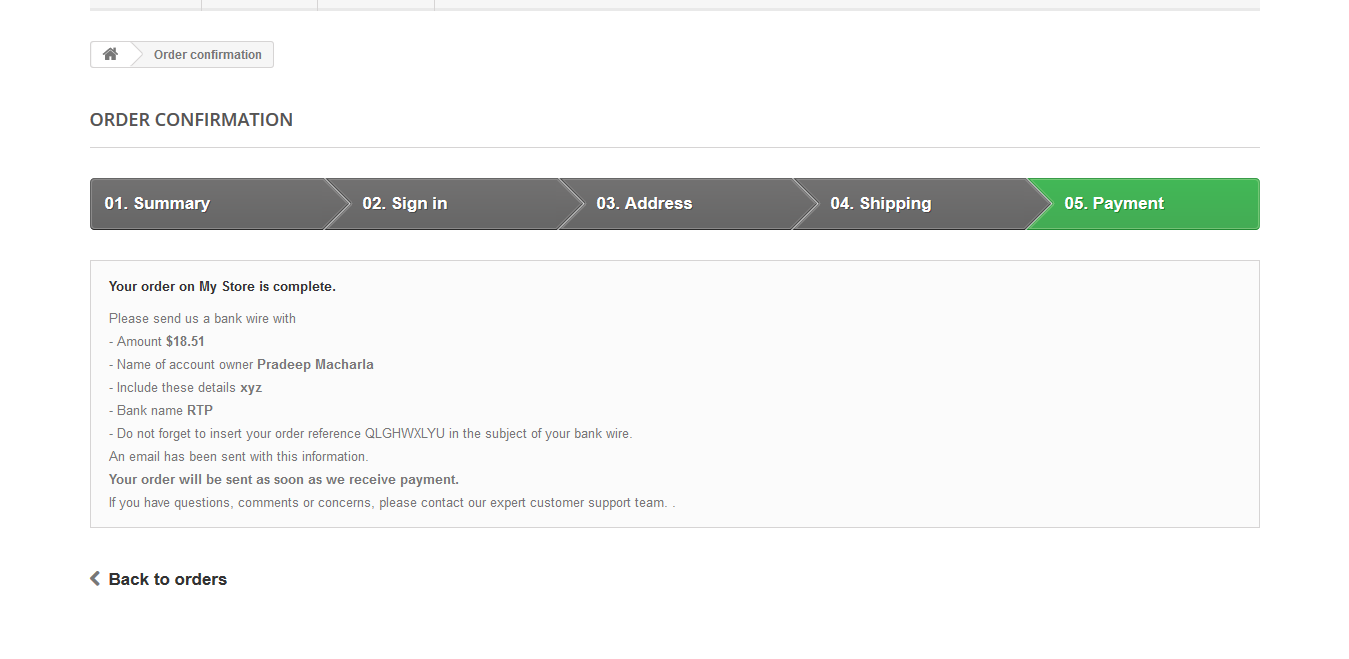 Order confirmation
ORDER CONFIRMATION
01. Summary 02. Sign in 03. Address 04. Shipping 05. Payment
Your order on My Store is complete.
Please send us a bank wire with
- Amount $18.51
- Name of account owner Pradeep Macharla
- Include these details xyz
- Bank name RTP
- Do not forget to insert your order reference QLGHWXLYU in the subject of your bank wire.
An email has been sent with this information.
Your order will be sent as soon as we receive payment.
If you have questions, comments or concerns, please contact our expert customer support team. .
Back to orders